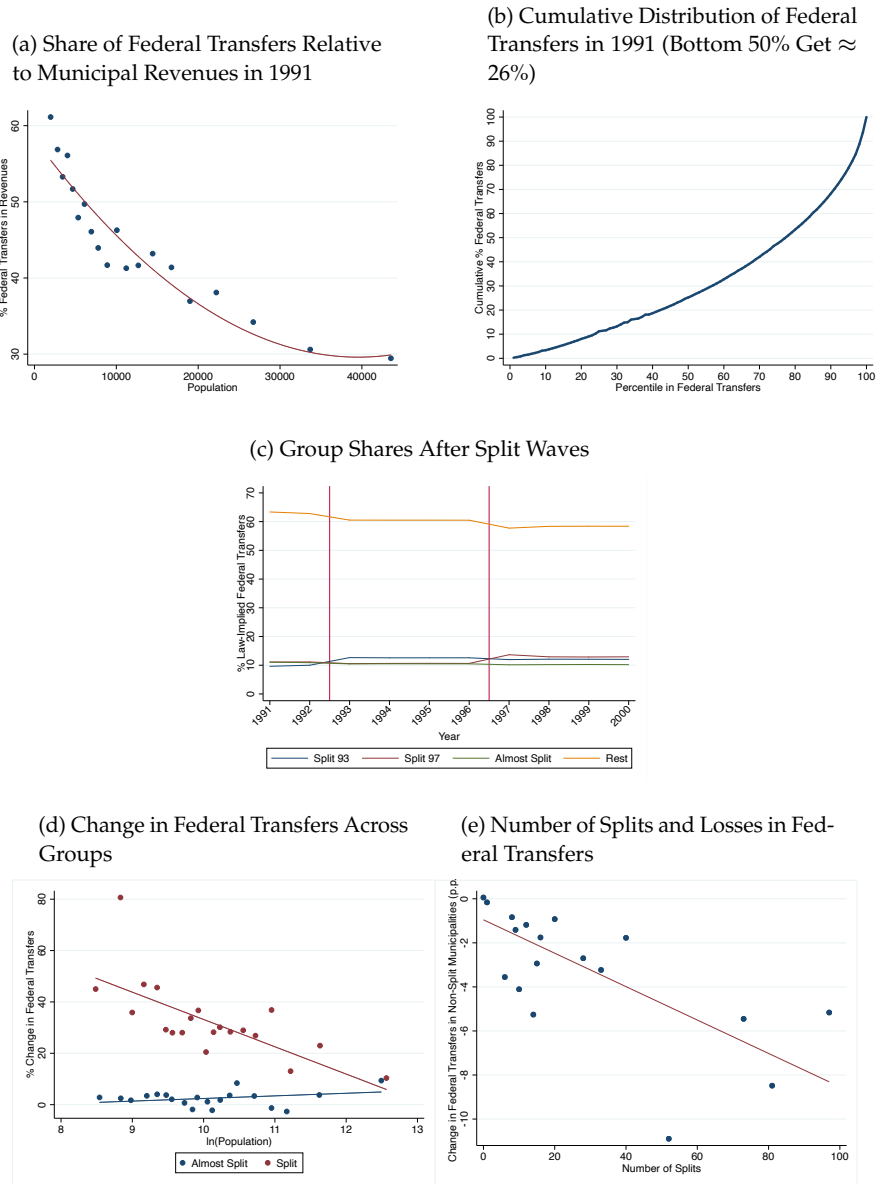 (a) Share of Federal Transfers Relative
to Municipal Revenues in 1991
% Federal Transfers in Revenues
60
50
40
30
0 10000 20000 30000 40000
Population
(b) Cumulative Distribution of Federal
Transfers in 1991 (Bottom 50% Get ≈
26%)
Cumulative % Federal Transfers
100
90
80
70
60
50
40
30
20
10
0
0 10 20 30 40 50 60 70 80 90 100
Percentile in Federal Transfers
(c) Group Shares After Split Waves
% Law-Implied Federal Transfers
70
60
50
40
30
20
10
0
1991 1992 1993 1994 1995 1996 1997 1998 1999 2000
Year
Split 93 Split 97 Almost Split Rest
(d) Change in Federal Transfers Across
Groups
% Change in Federal Transfers
80
60
40
20
0
8 9 10 11 12 13
ln(Population)
Almost Split Split
(e) Number of Splits and Losses in Fed-
eral Transfers
Change in Federal Transfers in Non-Split Municipalities (p.p.
0
-2
-4
-6
-8
-10
0 20 40 60 80 100
Number of Splits